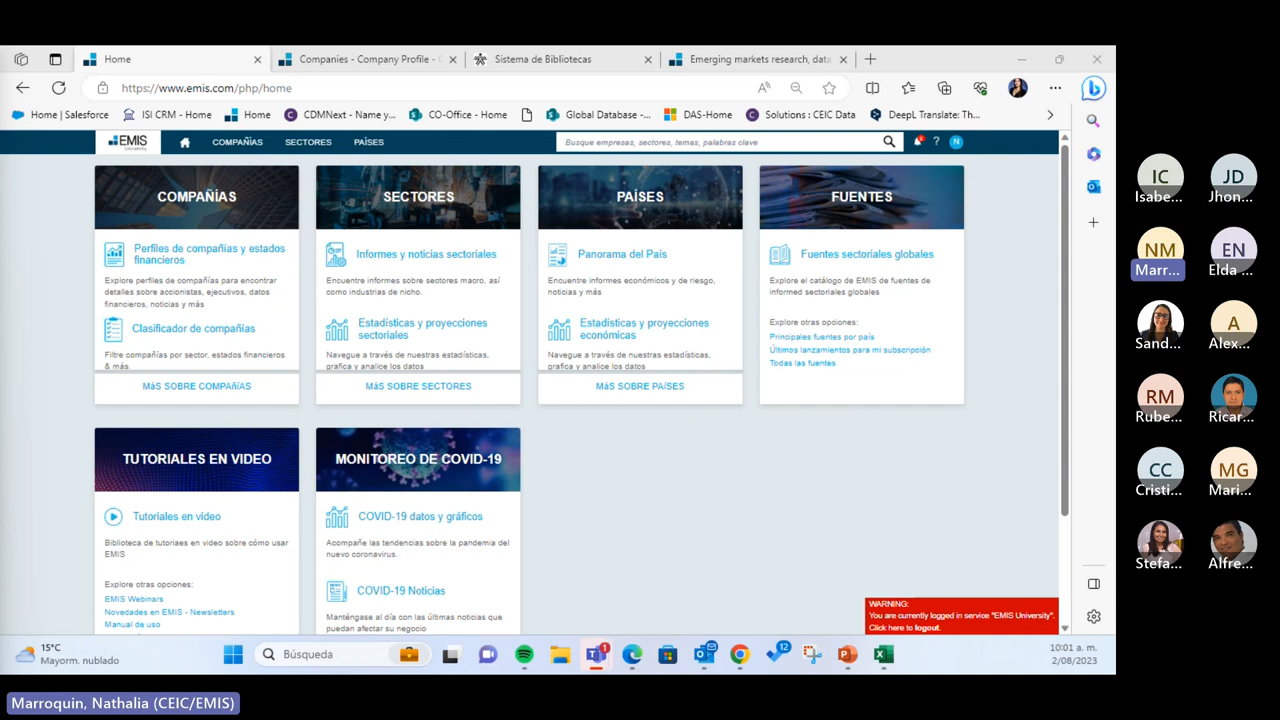 Home
Companies - Company Profile - C
Sistema de Bibliotecas
Emerging markets research, data
https://www.emis.com/php/home
Home | Salesforce
ISI CRM - Home
Home
CDMNext - Name y...
CO-Office - Home
Global Database -...
DAS-Home
Solutions : CEIC Data
DeepL Translate: Th...
EMIS
University
COMPAÑÍAS
SECTORES
PAÍSES
Busque empresas, sectores, temas, palabras clave
?
N
COMPAÑÍAS
Perfiles de compañías y estados
financieros
Explore perfiles de compañías para encontrar
detalles sobre accionistas, ejecutivos, datos
financieros, noticias y más
Clasificador de compañías
Filtre compañías por sector, estados financieros
& más.
MáS SOBRE COMPAñíAS
SECTORES
Informes y noticias sectoriales
Encuentre informes sobre sectores macro, así
como industrias de nicho.
Estadísticas y proyecciones
sectoriales
Navegue a través de nuestras estadísticas,
grafica y analice los datos
MáS SOBRE SECTORES
PAÍSES
Panorama del País
Encuentre informes económicos y de riesgo,
noticias y más
Estadísticas y proyecciones
económicas
Navegue a través de nuestras estadísticas,
grafica y analice los datos
MáS SOBRE PAíSES
FUENTES
Fuentes sectoriales globales
Explore el catálogo de EMIS de fuentes de
informed sectoriales globales
Explore otras opciones:
Principales fuentes por país
Últimos lanzamientos para mi subscripción
Todas las fuentes
TUTORIALES EN VIDEO
Tutoriales en video
Biblioteca de tutoriaes en video sobre cómo usar
EMIS
Explore otras opciones:
EMIS Webinars
Novedades en EMIS - Newsletters
Manual de uso
MONITOREO DE COVID-19
COVID-19 datos y gráficos
Acompañe las tendencias sobre la pandemia del
nuevo coronavirus.
COVID-19 Noticias
Manténgase al día con las últimas noticias que
puedan afectar su negocio
WARNING:
You are currently logged in service "EMIS University".
Click here to logout.
15°C
Mayorm. nublado
Búsqueda
1
12
10:01 a. m.
2/08/2023
IC
Isabe...
JD
Jhon...
NM
Marr...
EN
Elda ...
Sand...
A
Alex...
RM
Rube...
Ricar...
CC
Cristi...
MG
Mari...
Stefa...
Alfre...
Marroquin, Nathalia (CEIC/EMIS)